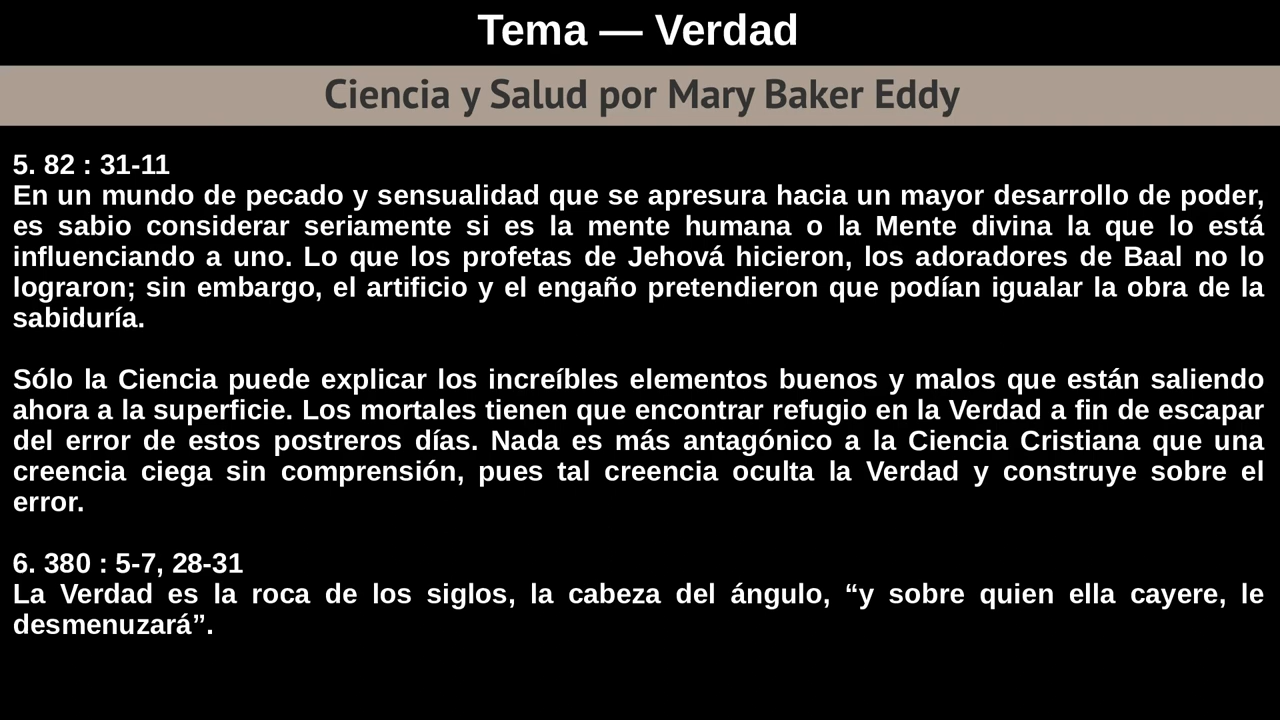 Tema — Verdad
Ciencia y Salud por Mary Baker Eddy
5. 82 : 31-11
En un mundo de pecado y sensualidad que se apresura hacia un mayor desarrollo de poder,
es sabio considerar seriamente si es la mente humana o la Mente divina la que lo está
influenciando a uno. Lo que los profetas de Jehová hicieron, los adoradores de Baal no lo
lograron; sin embargo, el artificio y el engaño pretendieron que podían igualar la obra de la
sabiduría.
Sólo la Ciencia puede explicar los increíbles elementos buenos y malos que están saliendo
ahora a la superficie. Los mortales tienen que encontrar refugio en la Verdad a fin de escapar
del error de estos postreros días. Nada es más antagónico a la Ciencia Cristiana que una
creencia ciega sin comprensión, pues tal creencia oculta la Verdad y construye sobre el
error.
6. 380 : 5-7, 28-31
La Verdad es la roca de los siglos, la cabeza del ángulo, “y sobre quien ella cayere, le
desmenuzará”.